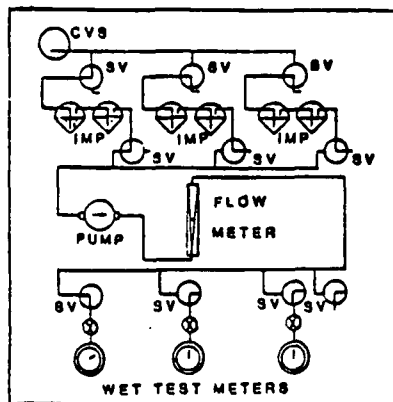 CVS
SV SV SV
IMP IMP IMP
SV SV SV
PUMP
FLOW
METER
SV SV SV SV
WET TEST METERS